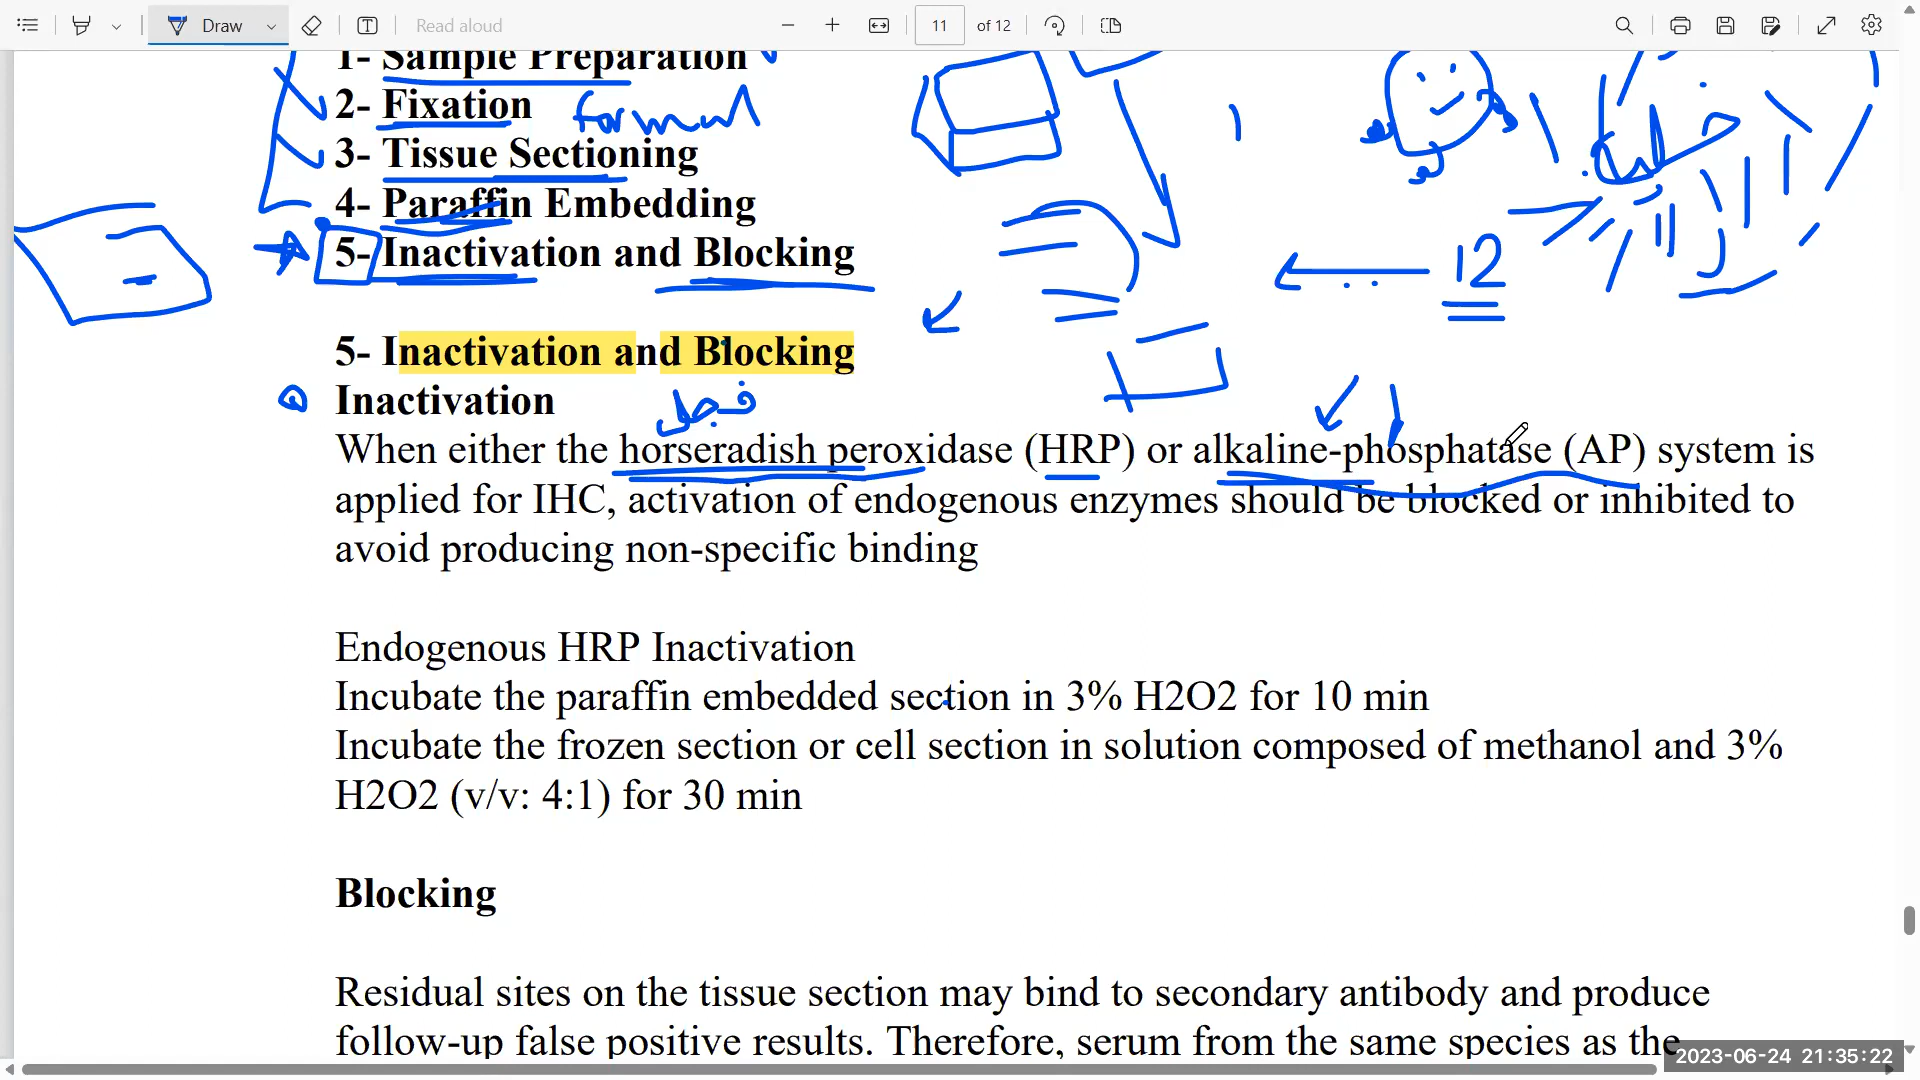 Draw
Read aloud
11 of 12
1- Sample Preparation
2- Fixation
formal
3- Tissue Sectioning
4- Paraffin Embedding
5- Inactivation and Blocking
12
5- Inactivation and Blocking
Inactivation
فجل
When either the horseradish peroxidase (HRP) or alkaline-phosphatase (AP) system is
applied for IHC, activation of endogenous enzymes should be blocked or inhibited to
avoid producing non-specific binding
Endogenous HRP Inactivation
Incubate the paraffin embedded section in 3% H2O2 for 10 min
Incubate the frozen section or cell section in solution composed of methanol and 3%
H2O2 (v/v: 4:1) for 30 min
Blocking
Residual sites on the tissue section may bind to secondary antibody and produce
follow-up false positive results. Therefore, serum from the same species as the
2023-06-24 21:35:22